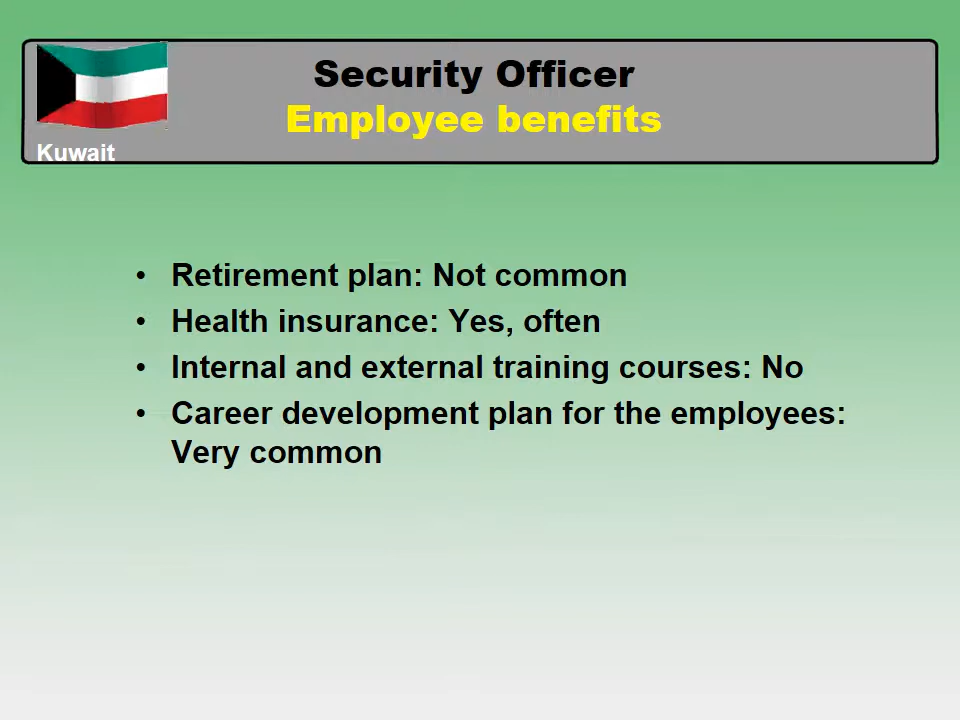 Security Officer
Employee benefits
Kuwait
• Retirement plan: Not common
• Health insurance: Yes, often
• Internal and external training courses: No
• Career development plan for the employees:
Very common